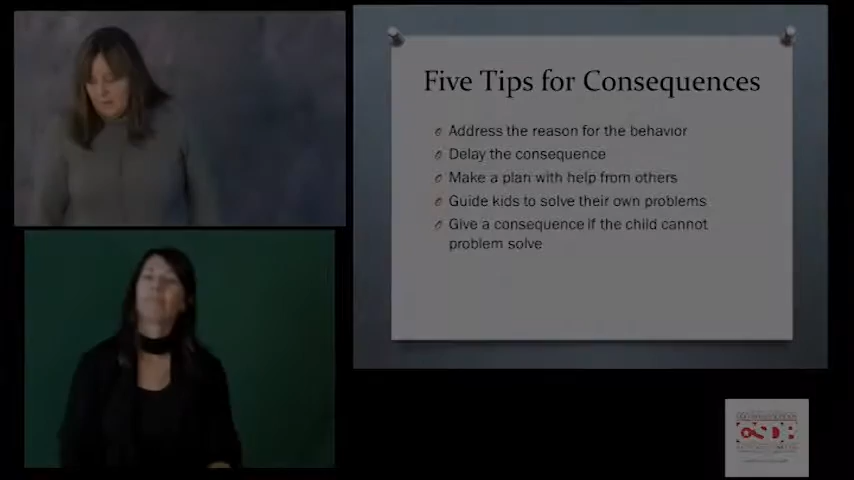 Five Tips for Consequences
Address the reason for the behavior
Delay the consequence
Make a plan with help from others
Guide kids to solve their own problems
Give a consequence if the child cannot
problem solve